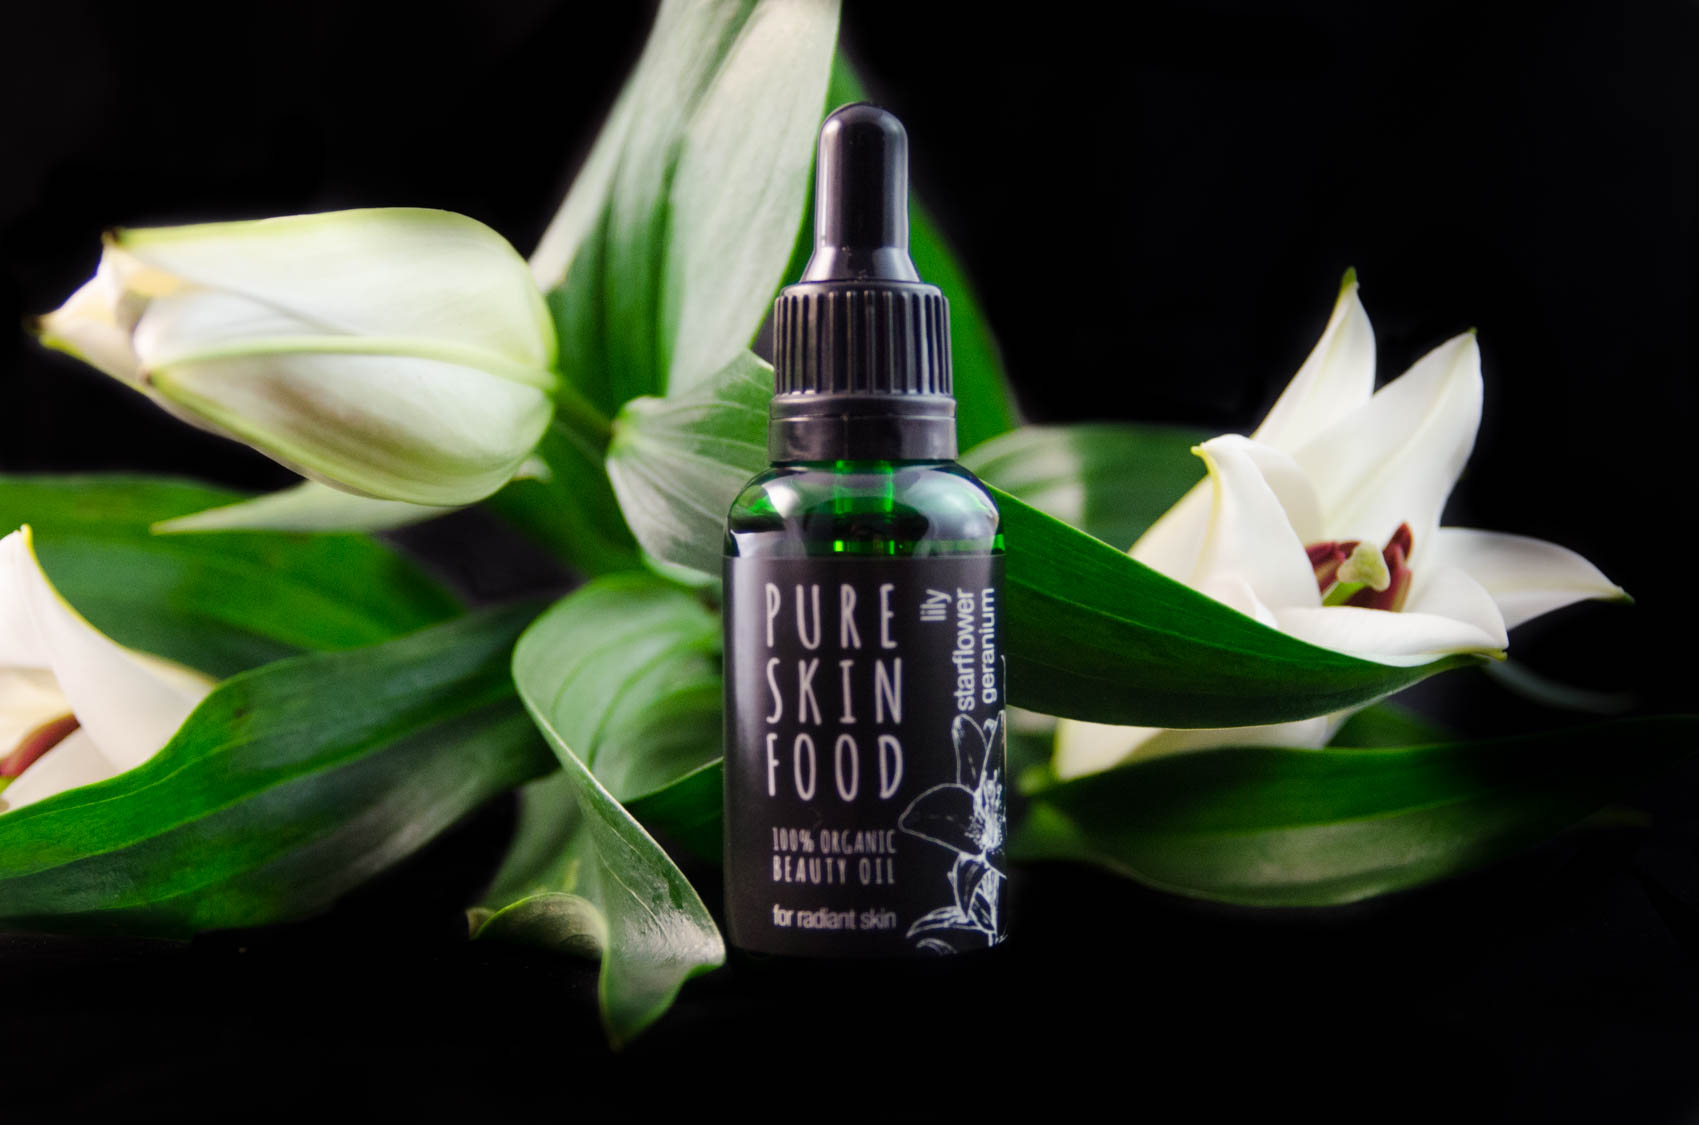 PURE
SKIN
FOOD
lily
starflower
geranium
100% ORGANIC
BEAUTY OIL
for radiant skin